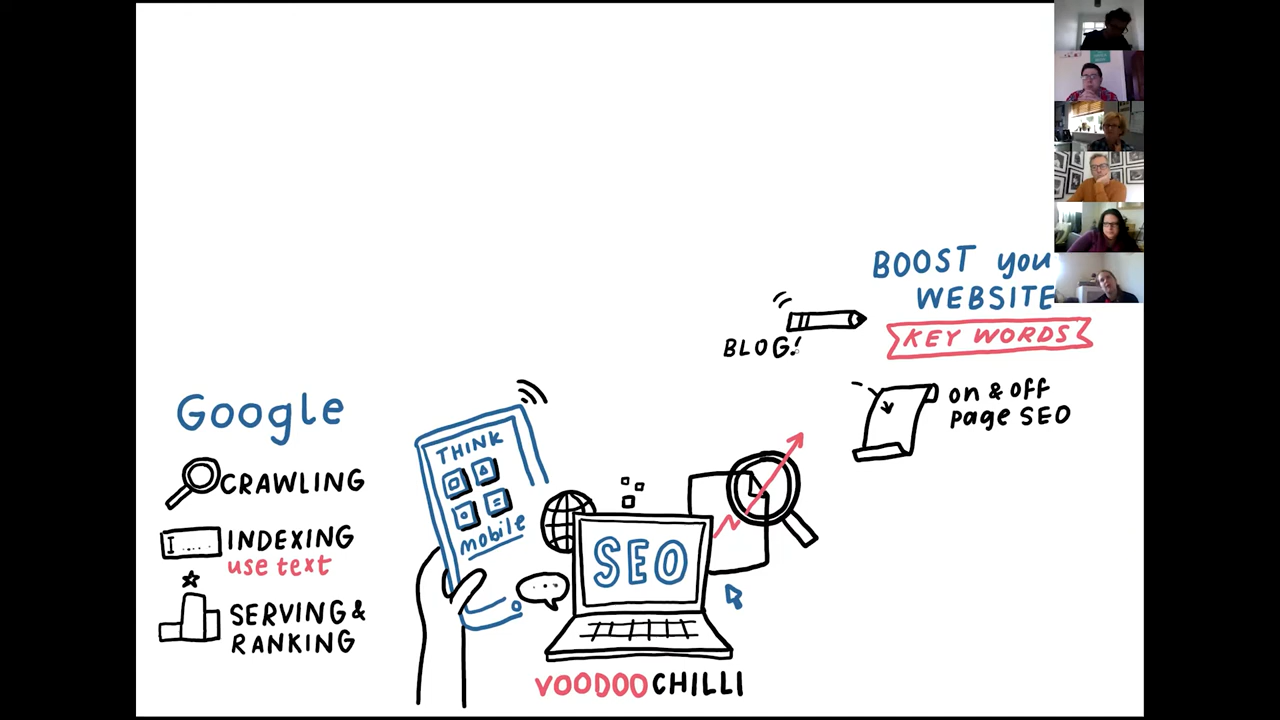 Google
CRAWLING
INDEXING
use text
SERVING &
RANKING
THINK
mobile
SEO
VOODOOCHILLI
BLOG!
BOOST you
WEBSITE
KEY WORDS
on & off
page SEO